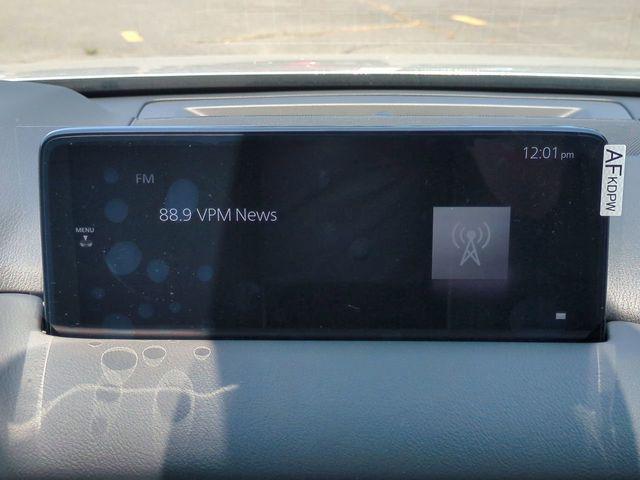 12:01 pm
FM
88.9 VPM News
MENU
AF KDPW